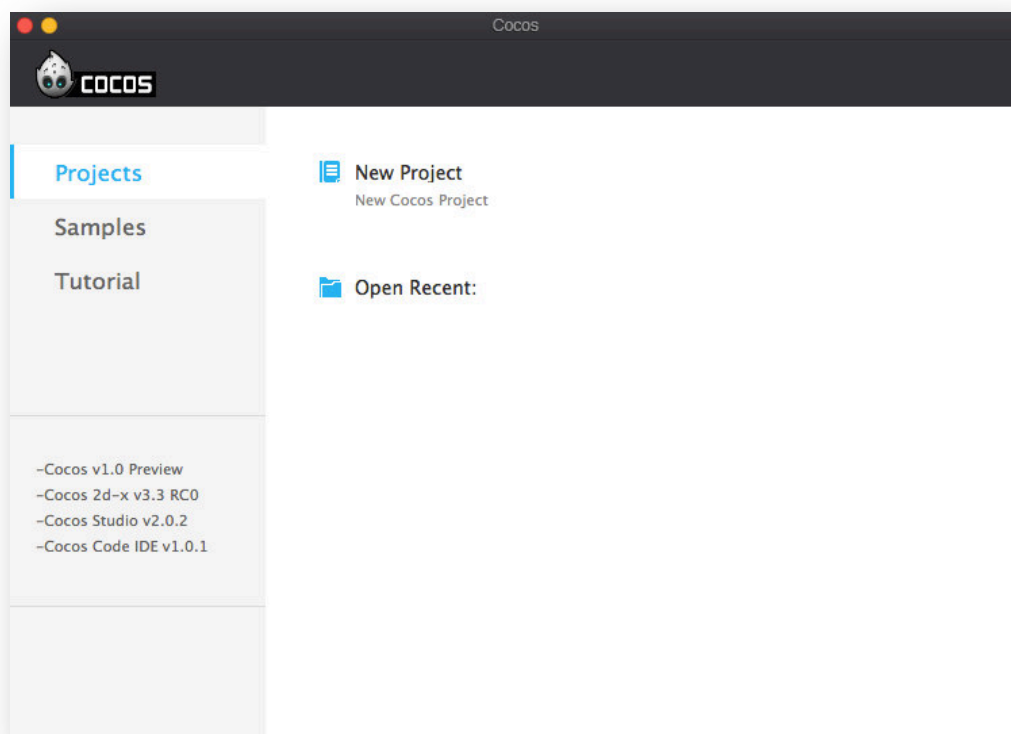 Cocos
COCOS
Projects
Samples
Tutorial
New Project
New Cocos Project
Open Recent:
-Cocos v1.0 Preview
-Cocos 2d-x v3.3 RC0
-Cocos Studio v2.0.2
-Cocos Code IDE v1.0.1